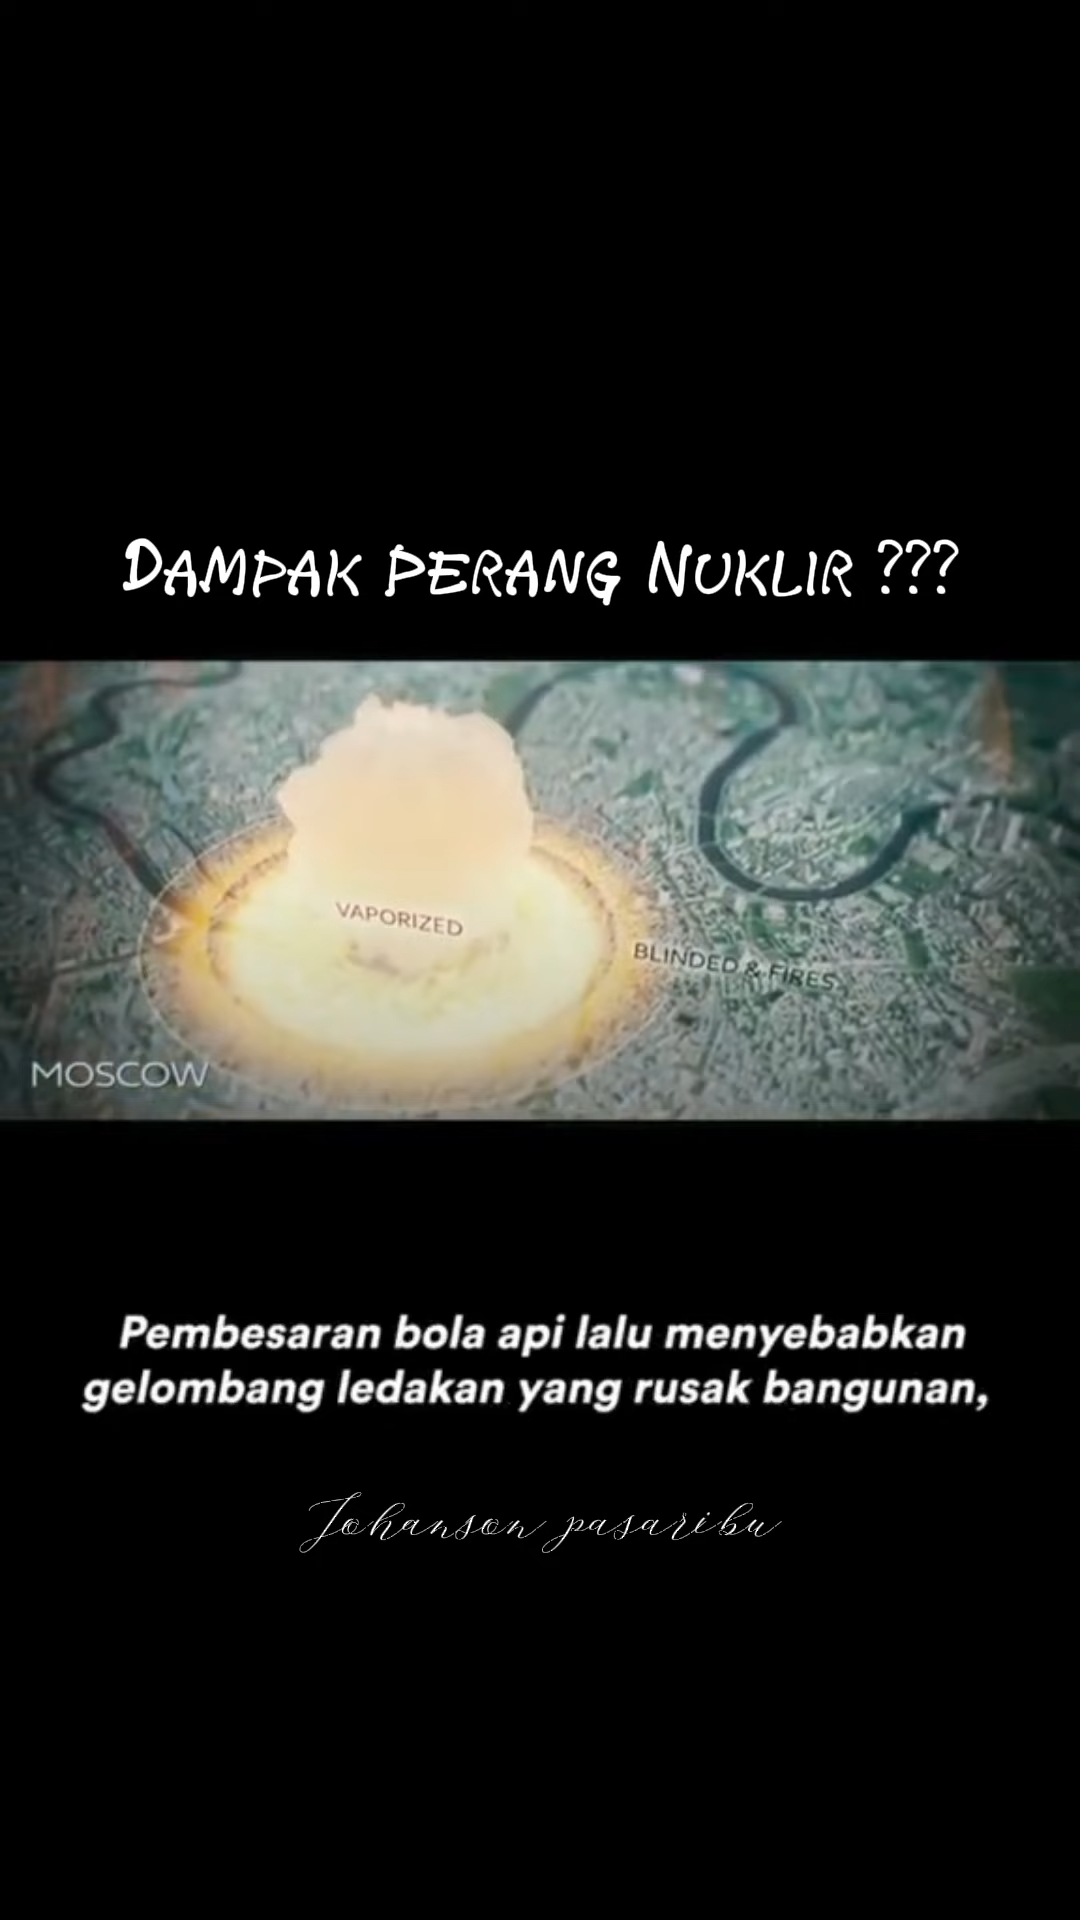 DAMPAK PERANG NUKLIR ???
VAPORIZED
BLINDED & FIRES
MOSCOW
Pembesaran bola api lalu menyebabkan
gelombang ledakan yang rusak bangunan,
Johanson pasaribu